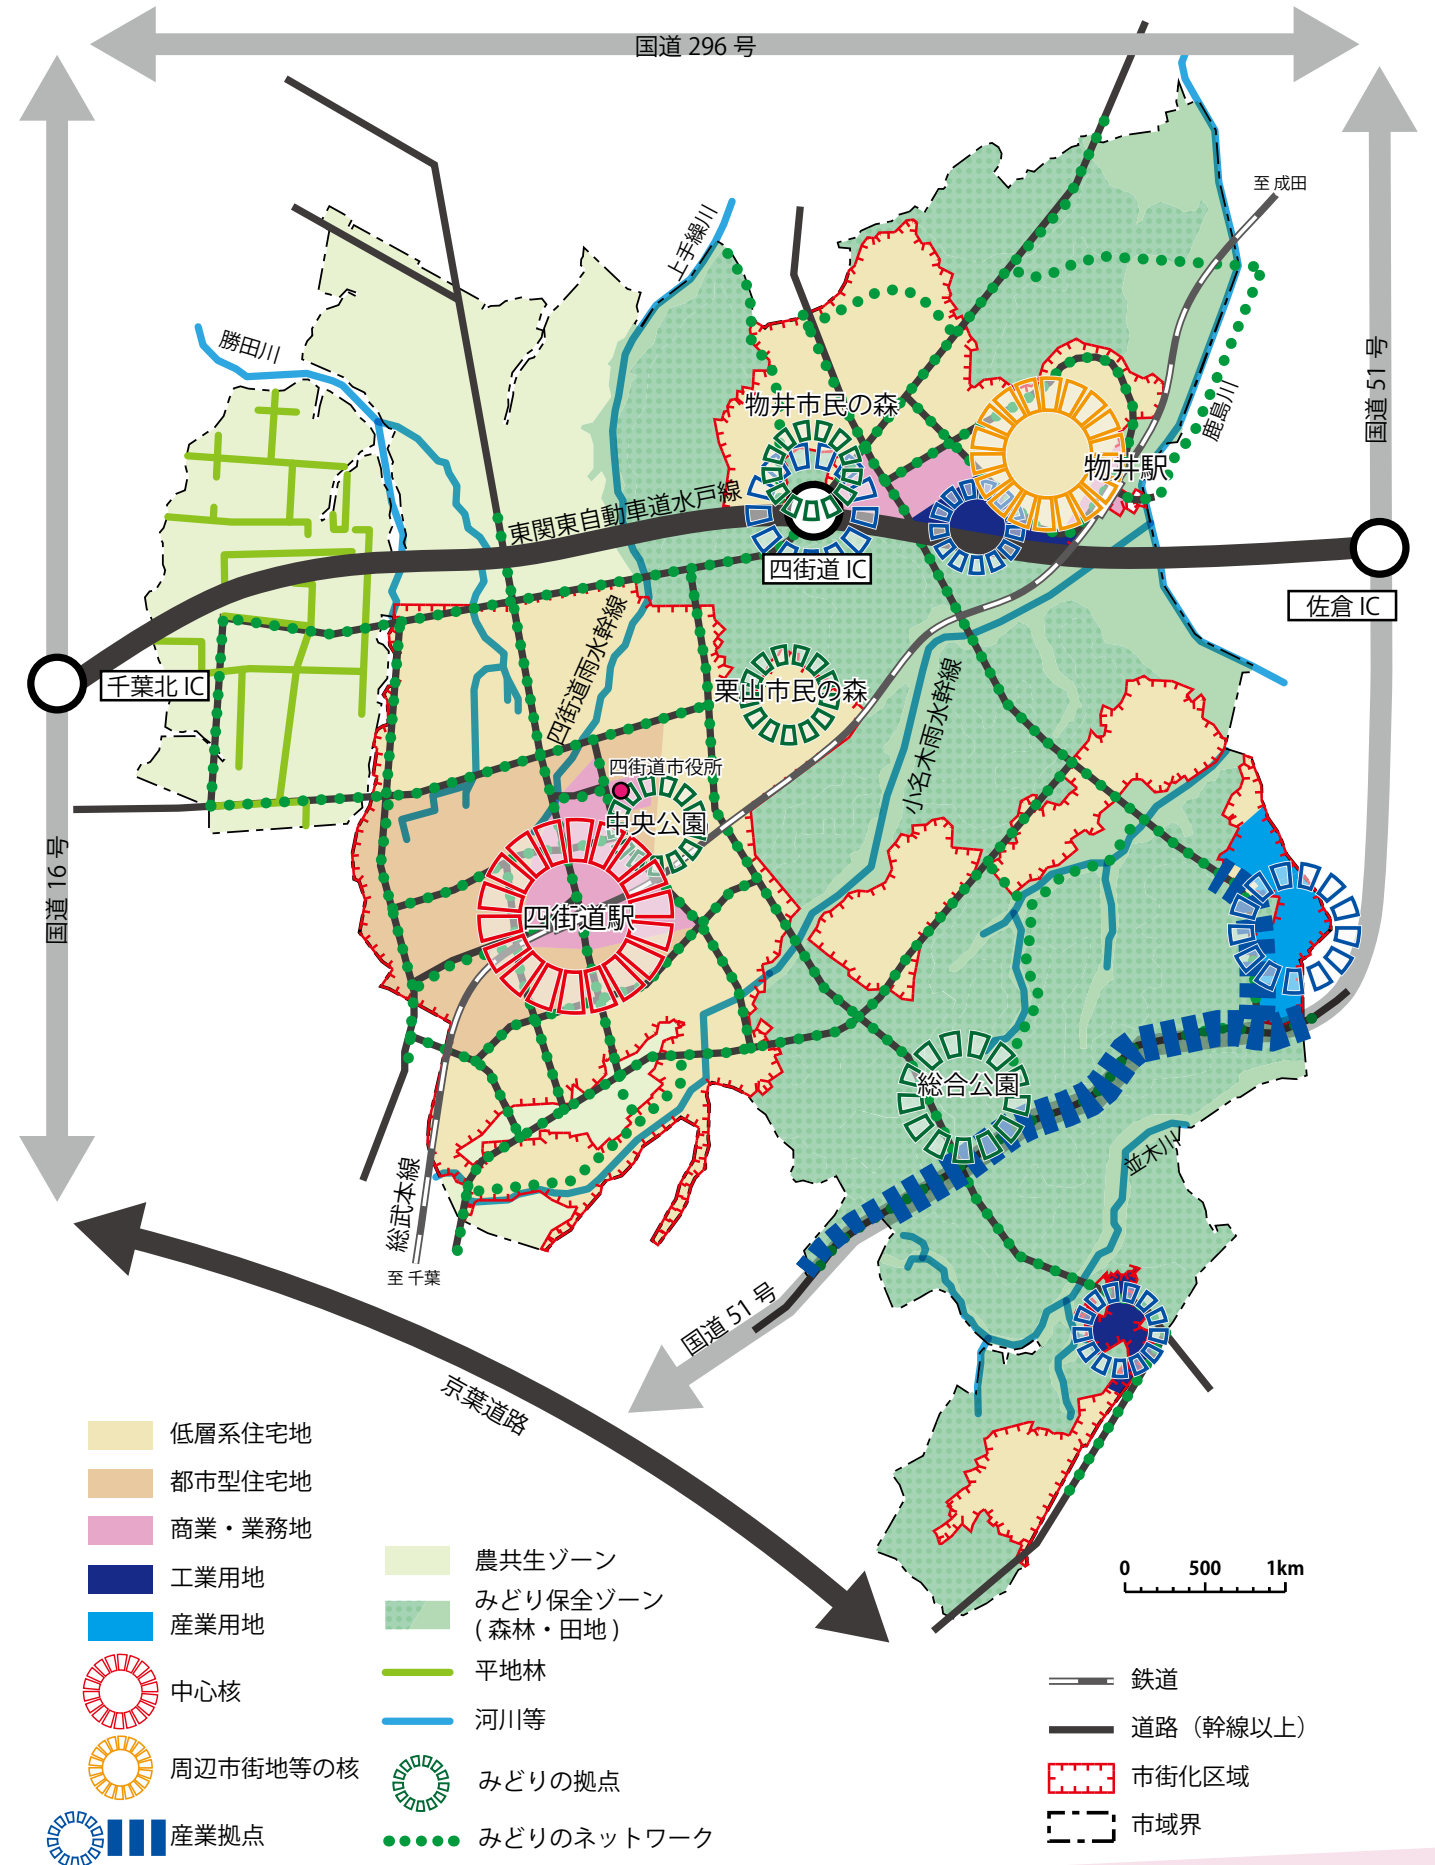 国道 296 号
至 成田
上手繰川
勝田川
国道 51 号
鹿島川
物井市民の森
物井駅
東関東自動車道水戸線
四街道 IC
佐倉 IC
四街道雨水幹線
千葉北 IC
栗山市民の森
小名木雨水幹線
四街道市役所
中央公園
国道 16 号
四街道駅
総合公園
並木川
総武本線
至 千葉
国道 51 号
京葉道路
低層系住宅地
都市型住宅地
商業・業務地
工業用地
産業用地
中心核
周辺市街地等の核
産業拠点
農共生ゾーン
みどり保全ゾーン
( 森林・田地 )
平地林
河川等
みどりの拠点
みどりのネットワーク
0 500 1km
鉄道
道路（幹線以上）
市街化区域
市域界